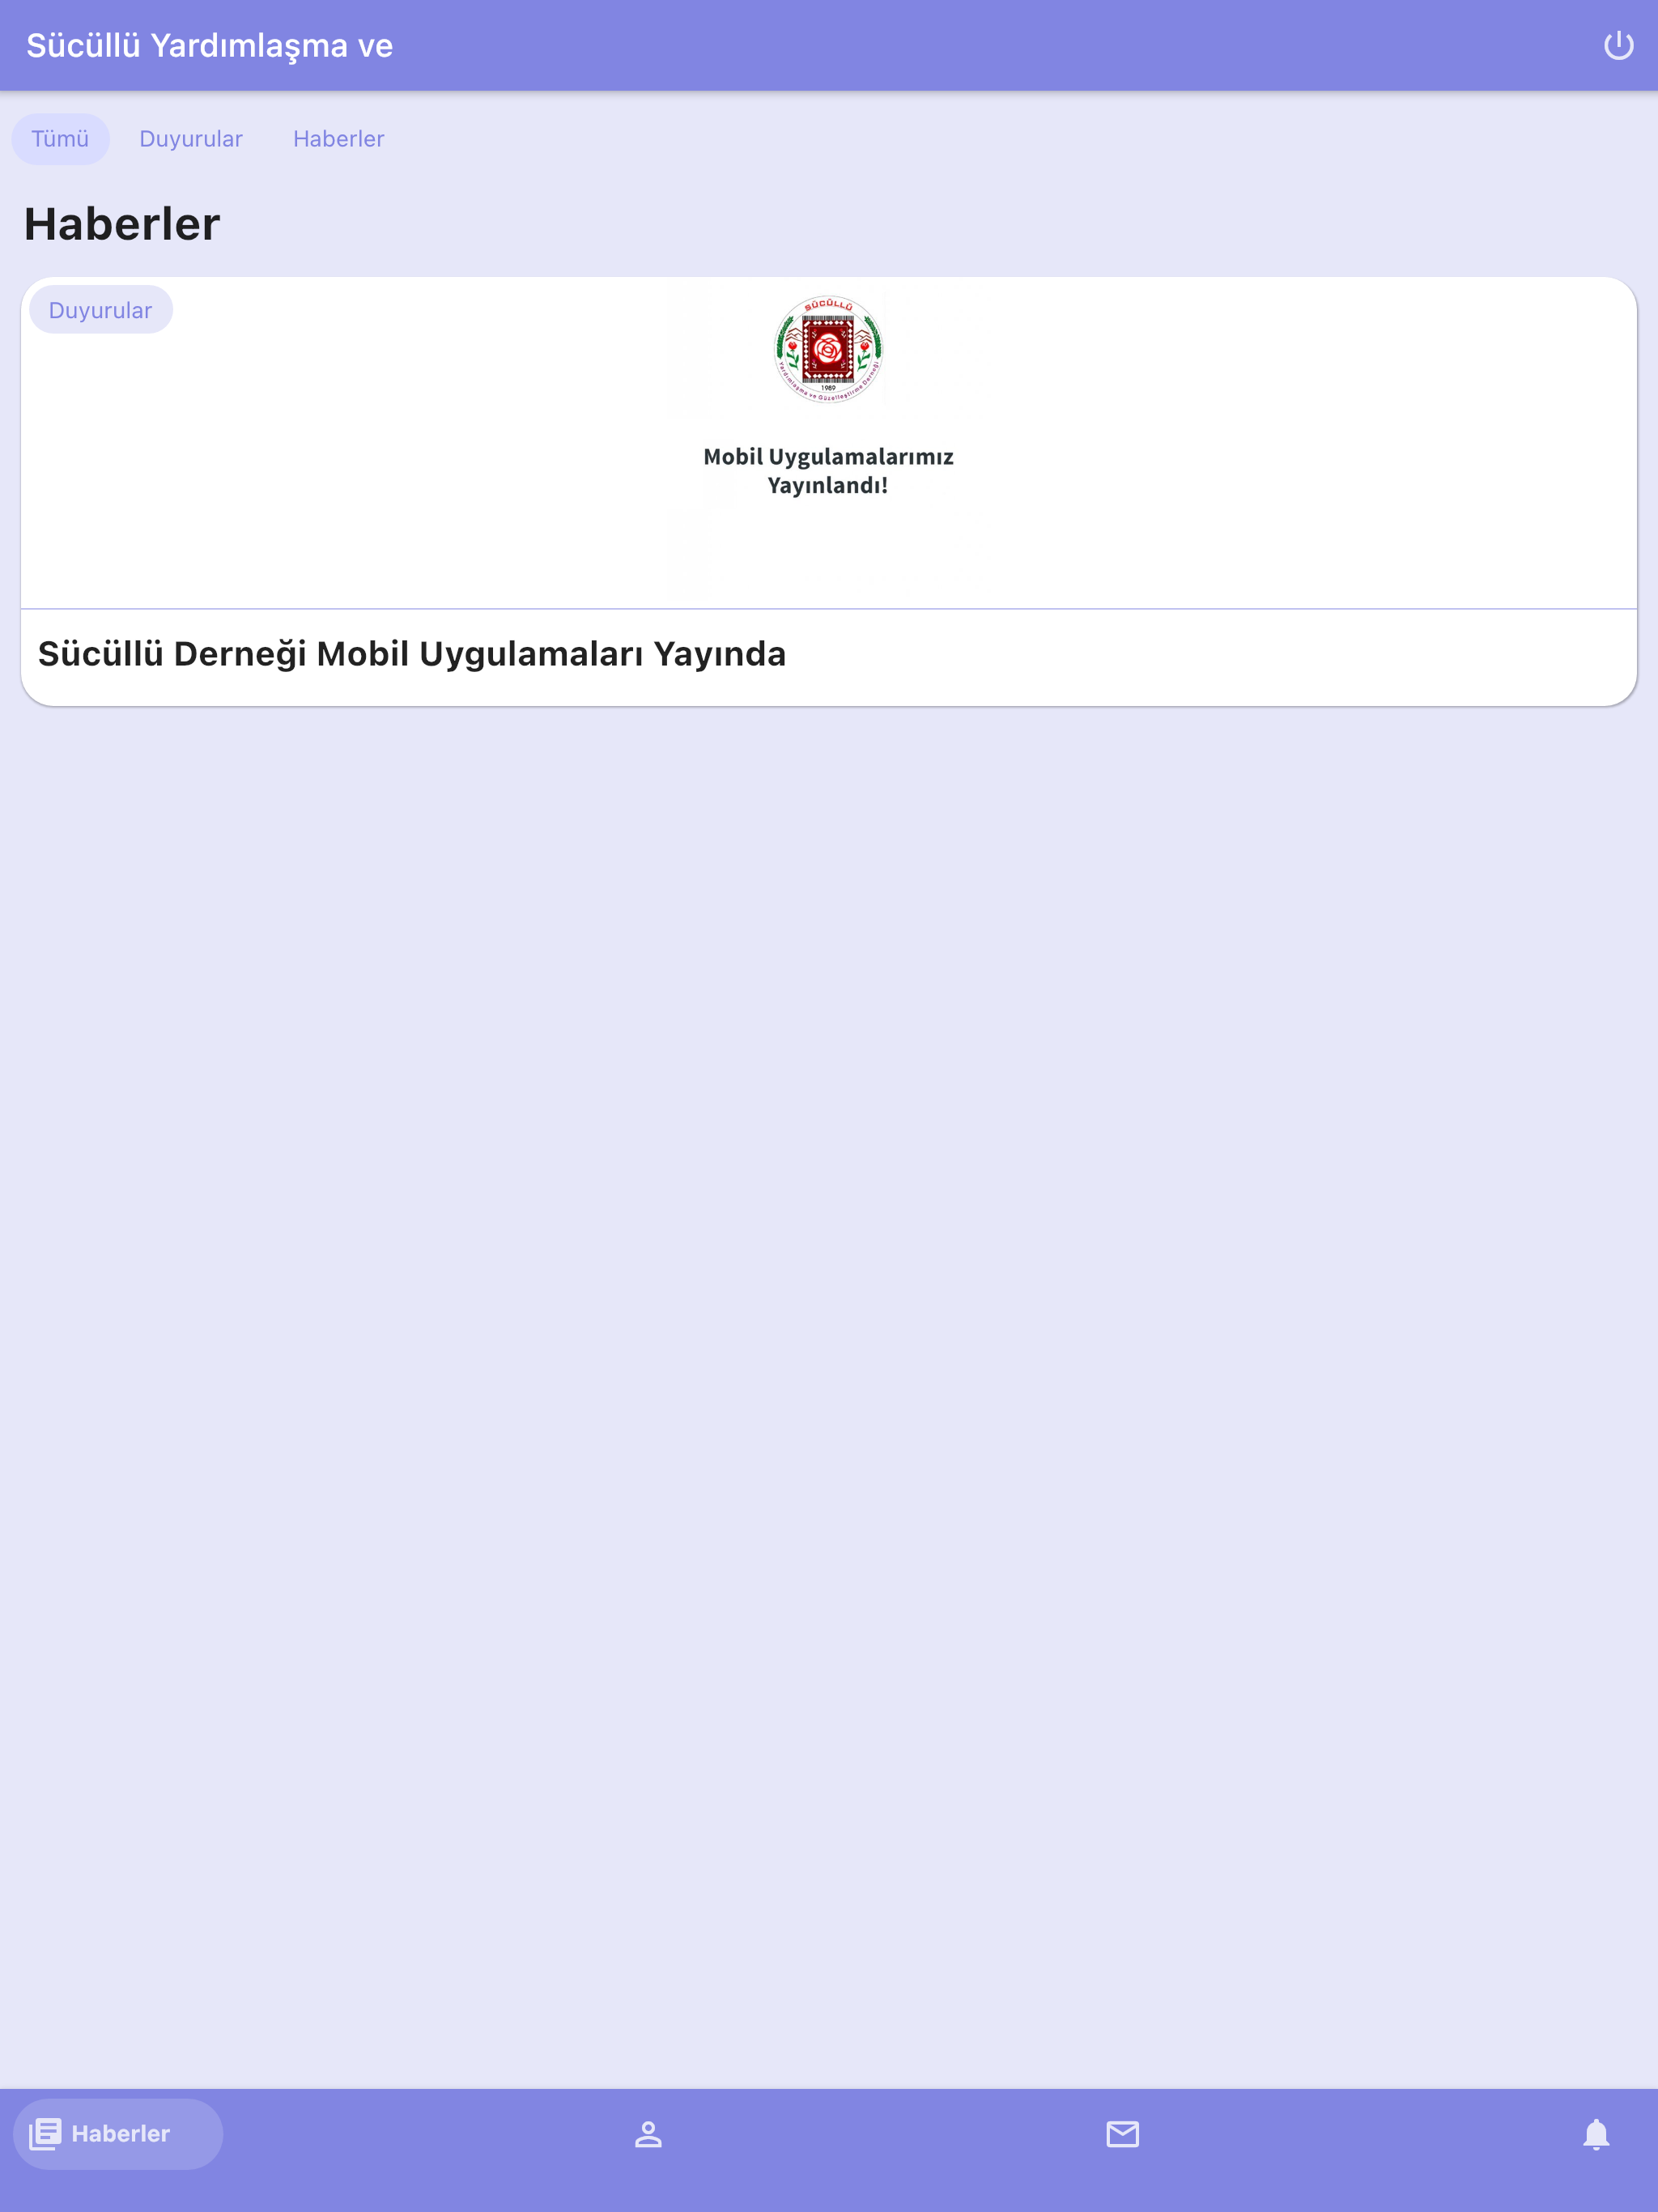 Sücüllü Yardımlaşma ve
Tümü
Duyurular
Haberler
Haberler
Duyurular
SÜCÜLLÜ
1989
Yardımlaşma ve Güzelleştirme Derneği
Mobil Uygulamalarımız
Yayınlandı!
Sücüllü Derneği Mobil Uygulamaları Yayında
Haberler